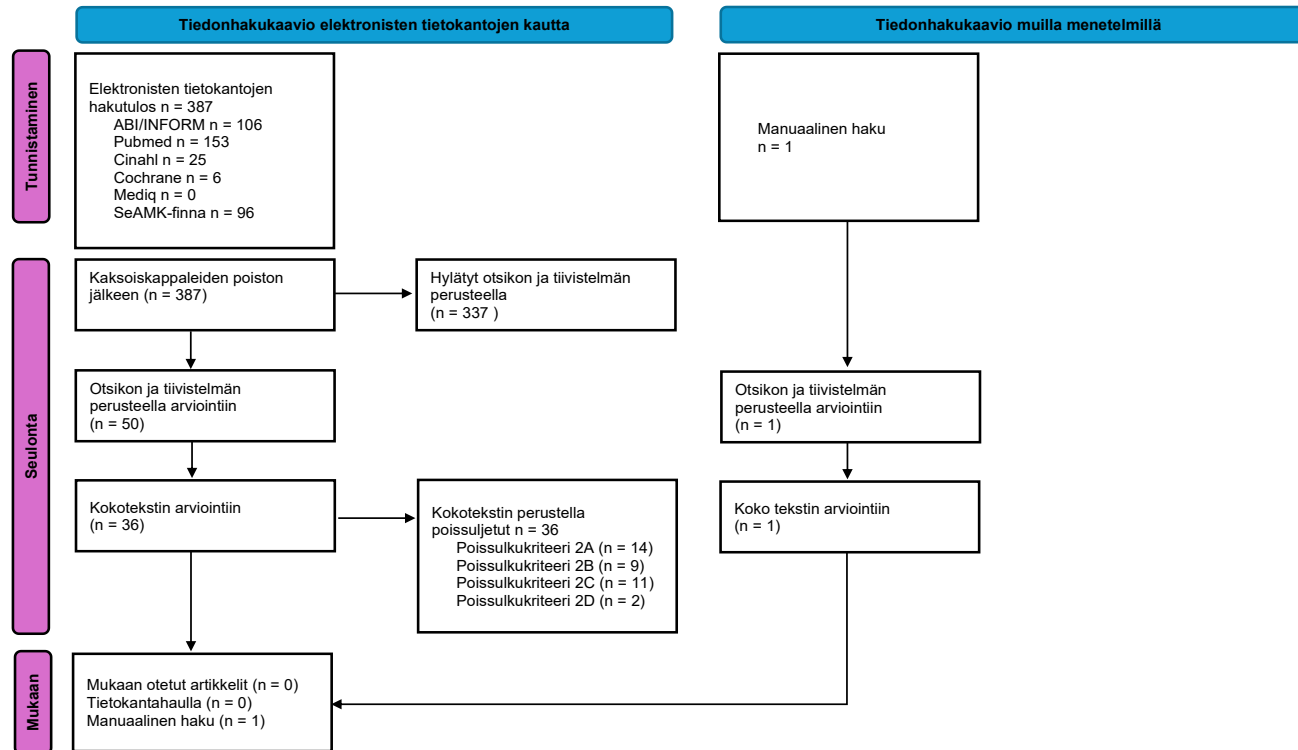 Tiedonhakukaavio elektronisten tietokantojen kautta
Tiedonhakukaavio muilla menetelmillä
Tunnistaminen
Elektronisten tietokantojen
hakutulos n = 387
ABI/INFORM n = 106
Pubmed n = 153
Cinahl n = 25
Cochrane n = 6
Mediq n = 0
SeAMK-finna n = 96
Manuaalinen haku
n = 1
Seulonta
Kaksoiskappaleiden poiston
jälkeen (n = 387)
Hylätyt otsikon ja tiivistelmän
perusteella
(n = 337 )
Otsikon ja tiivistelmän
perusteella arviointiin
(n = 50)
Otsikon ja tiivistelmän
perusteella arviointiin
(n = 1)
Kokotekstin arviointiin
(n = 36)
Kokotekstin perustella
poissuljetut n = 36
Poissulkukriteeri 2A (n = 14)
Poissulkukriteeri 2B (n = 9)
Poissulkukriteeri 2C (n = 11)
Poissulkukriteeri 2D (n = 2)
Koko tekstin arviointiin
(n = 1)
Mukaan
Mukaan otetut artikkelit (n = 0)
Tietokantahaulla (n = 0)
Manuaalinen haku (n = 1)